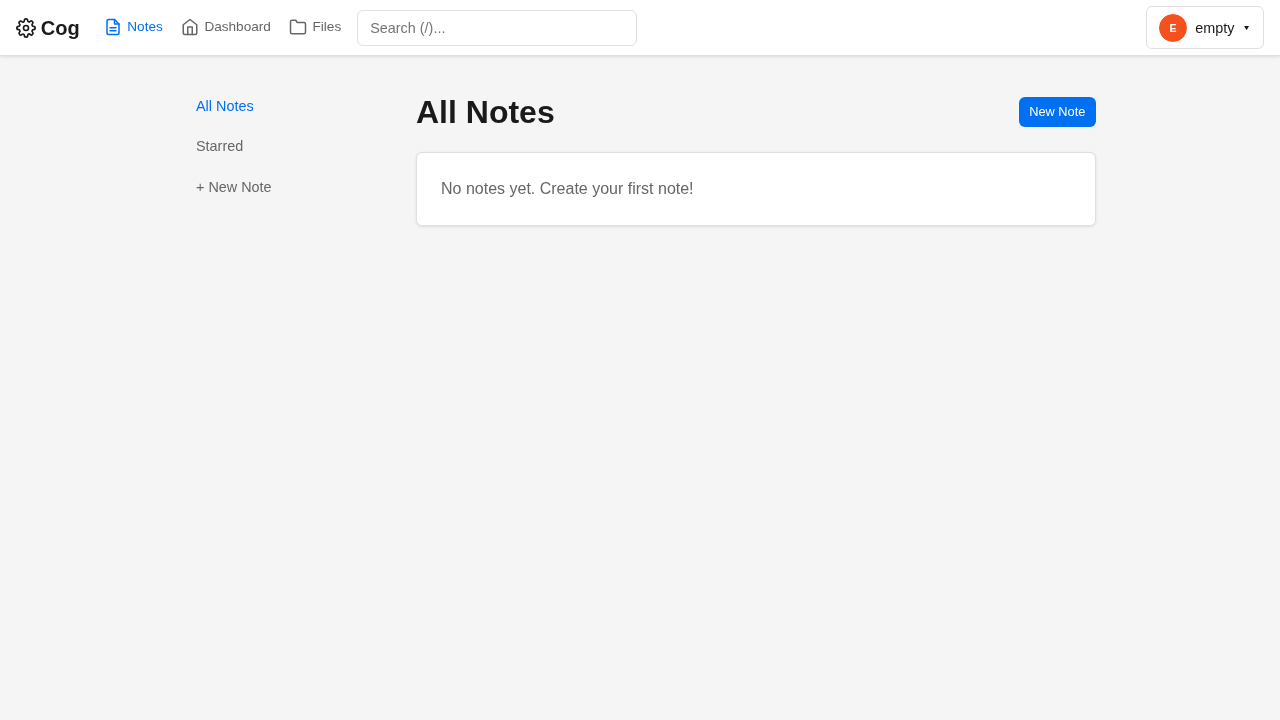 Cog
Notes
Dashboard
Files
Search (/)...
E
empty
All Notes
Starred
+ New Note
All Notes
New Note
No notes yet. Create your first note!